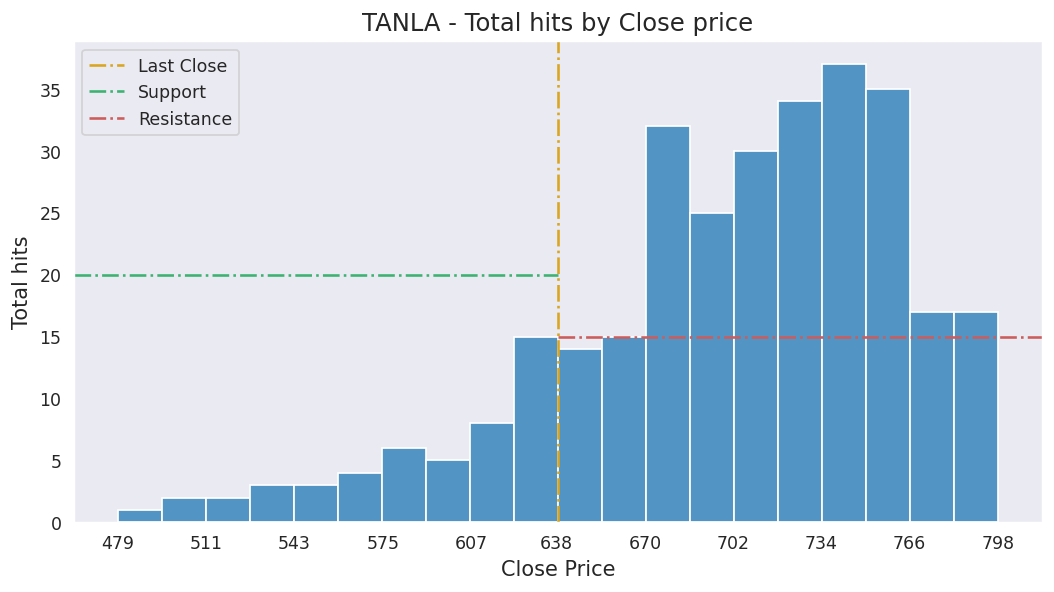 TANLA - Total hits by Close price
Last Close
Support
Resistance
Total hits
35
30
25
20
15
10
5
0
479 511 543 575 607 638 670 702 734 766 798
Close Price